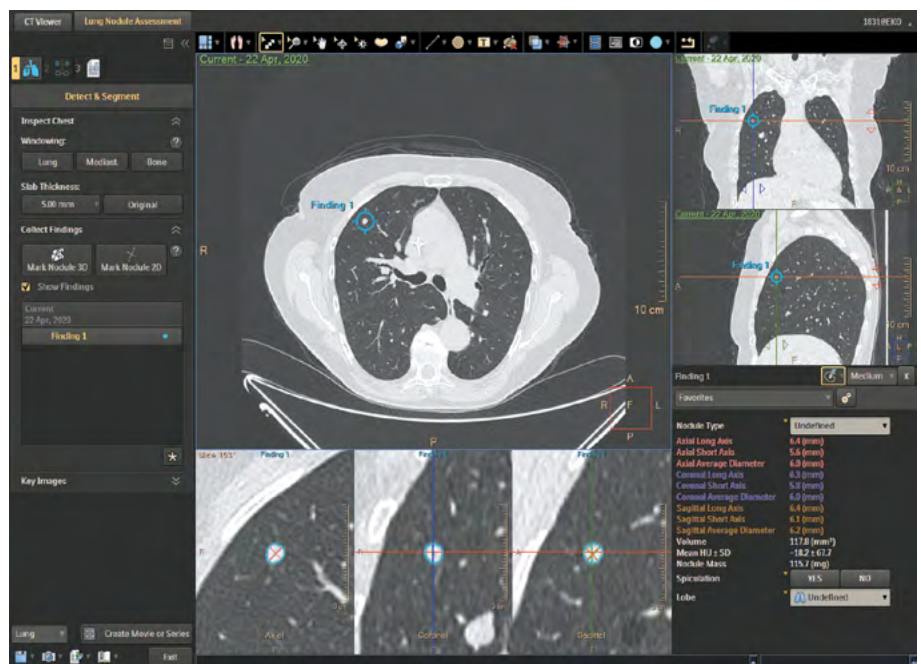 CT Viewer
Lung Nodule Assessment
1831@EKO
1
2
3
Detect & Segment
Inspect Chest
Windowing:
Lung
Mediast.
Bone
Slab Thickness:
5.00 mm
Original
Collect Findings
Mark Nodule 3D
Mark Nodule 2D
Show Findings
Current
22 Apr, 2020
Finding 1
Key Images
Lung
Create Movie or Series
Exit
Current - 22 Apr, 2020
Finding 1
R
10 cm
A
R F L
P
P
Current - 22 Apr, 2020
Finding 1
R
10 cm
F
Current - 22 Apr, 2020
Finding 1
A
10 cm
F
Finding 1
R
Axial
Finding 1
R
Coronal
Finding 1
A
Sagittal
Finding 1
Medium
X
Favorites
Nodule Type
Undefined
Axial Long Axis 6.4 (mm)
Axial Short Axis 5.6 (mm)
Axial Average Diameter 6.0 (mm)
Coronal Long Axis 6.3 (mm)
Coronal Short Axis 5.8 (mm)
Coronal Average Diameter 6.0 (mm)
Sagittal Long Axis 6.4 (mm)
Sagittal Short Axis 6.1 (mm)
Sagittal Average Diameter 6.2 (mm)
Volume 117.8 (mm³)
Mean HU ± SD -18.2 ± 67.7
Nodule Mass 115.7 (mg)
Spiculation YES NO
Lobe Undefined